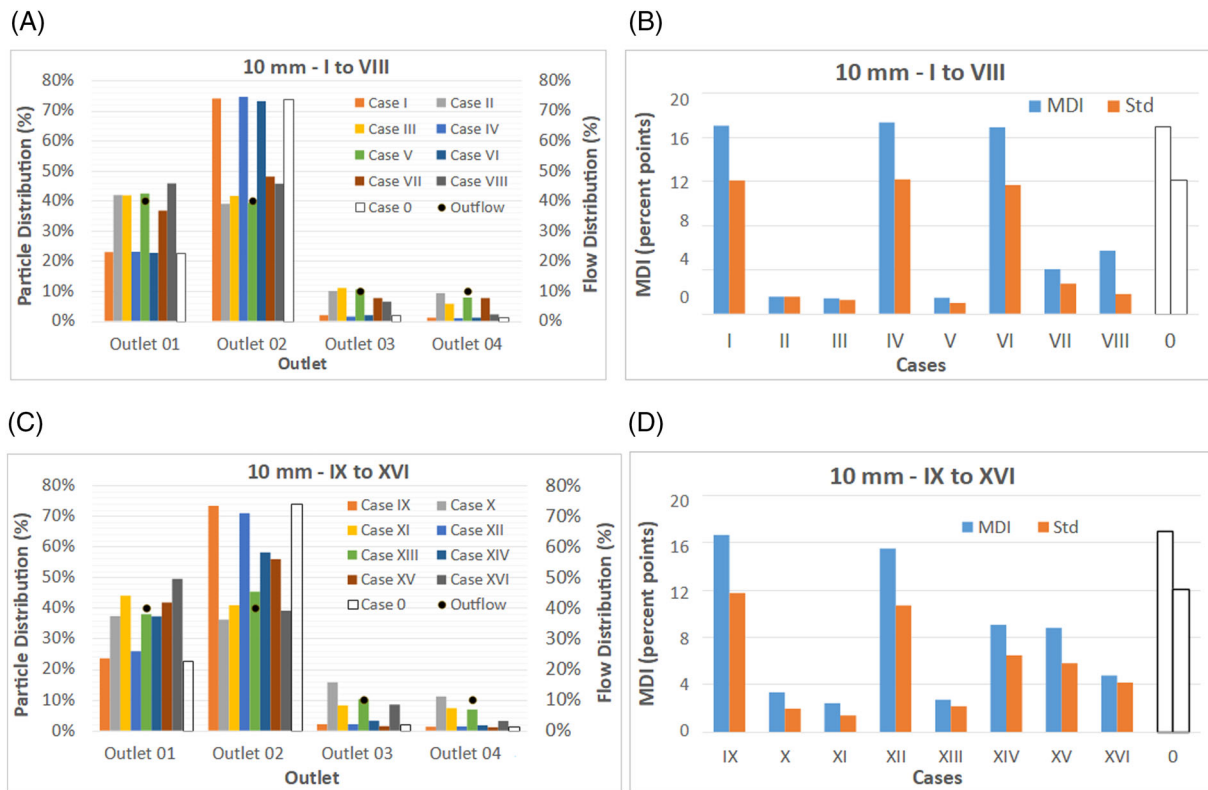 (A)
10 mm - I to VIII
80%
70%
60%
50%
40%
30%
20%
10%
0%
Particle Distribution (%)
Case I
Case II
Case III
Case IV
Case V
Case VI
Case VII
Case VIII
Case 0
Outflow
80%
70%
60%
50%
40%
30%
20%
10%
0%
Flow Distribution (%)
Outlet 01
Outlet 02
Outlet 03
Outlet 04
Outlet
(B)
10 mm - I to VIII
MDI
Std
20
16
12
8
4
0
MDI (percent points)
I
II
III
IV
V
VI
VII
VIII
0
Cases
(C)
10 mm - IX to XVI
80%
70%
60%
50%
40%
30%
20%
10%
0%
Particle Distribution (%)
Case IX
Case X
Case XI
Case XII
Case XIII
Case XIV
Case XV
Case XVI
Case 0
Outflow
80%
70%
60%
50%
40%
30%
20%
10%
0%
Flow Distribution (%)
Outlet 01
Outlet 02
Outlet 03
Outlet 04
Outlet
(D)
10 mm - IX to XVI
MDI
Std
20
16
12
8
4
0
MDI (percent points)
IX
X
XI
XII
XIII
XIV
XV
XVI
0
Cases